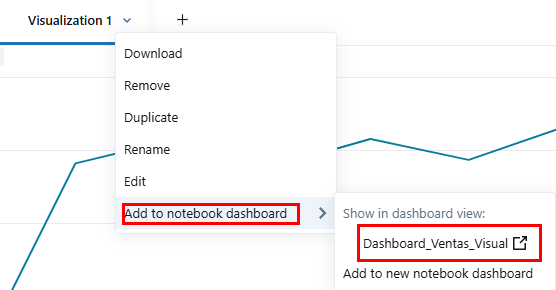 Visualization 1
Download
Remove
Duplicate
Rename
Edit
Add to notebook dashboard
Show in dashboard view:
Dashboard_Ventas_Visual
Add to new notebook dashboard